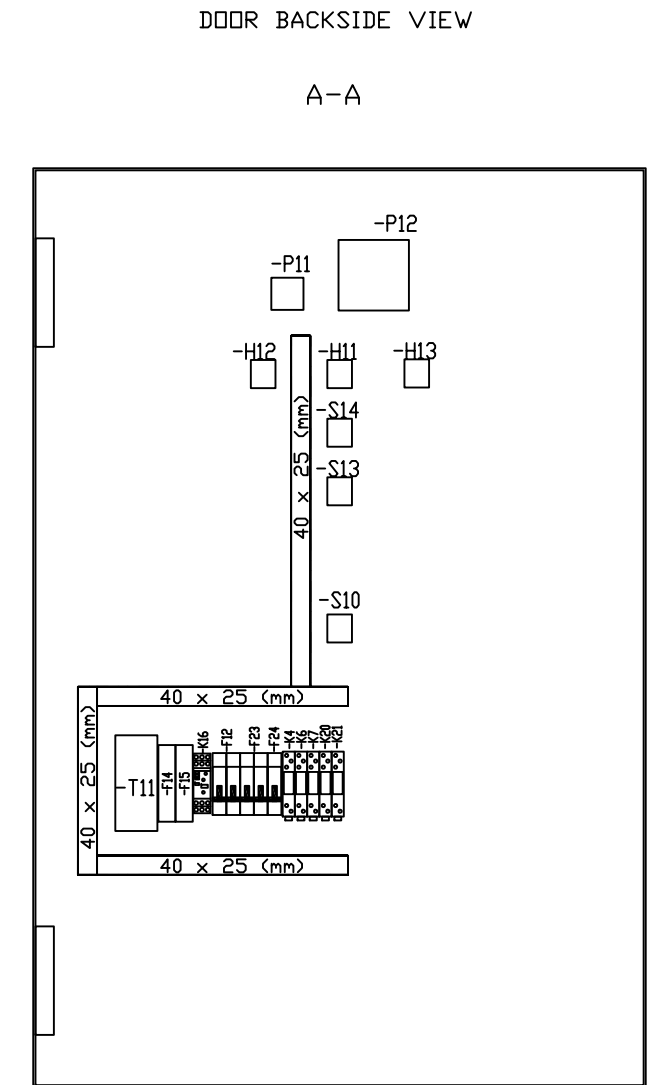 DOOR BACKSIDE VIEW
A-A
-P12
-P11
-H12
-H11
-H13
-S14
40 x 25 (mm)
-S13
-S10
40 x 25 (mm)
40 x 25 (mm)
-T11
-F14
-F15
-K16
-F12
-F23
-F24
-K4
-K6
-K7
-K20
-K21
40 x 25 (mm)